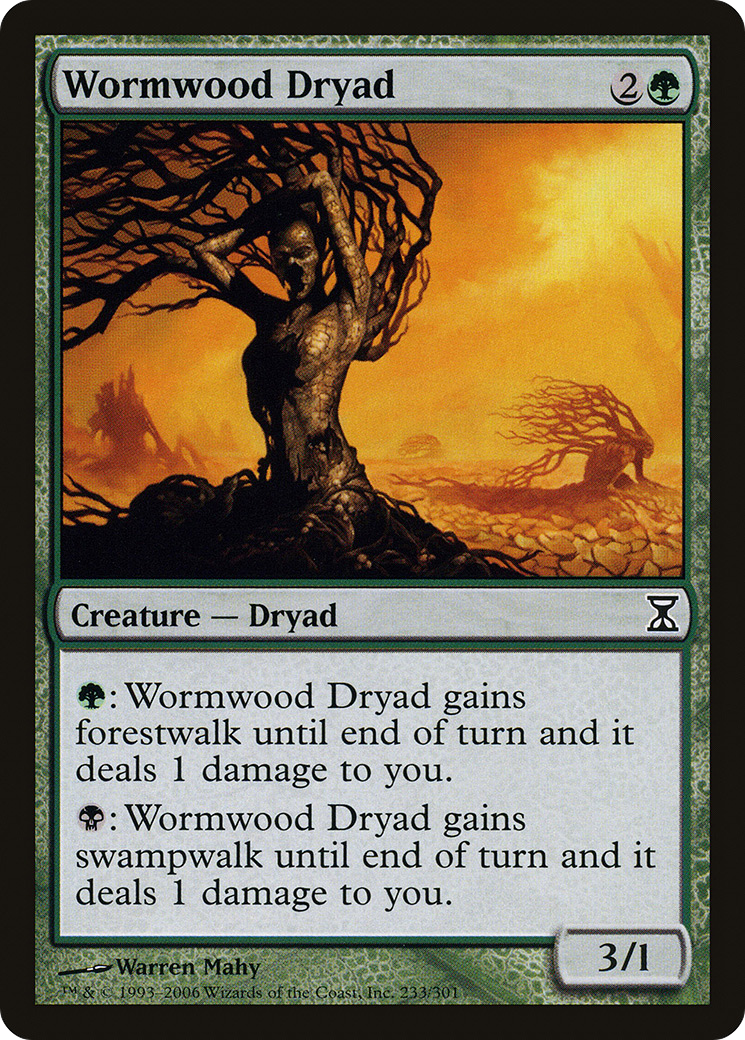 Wormwood Dryad 2
Creature — Dryad
: Wormwood Dryad gains
forestwalk until end of turn and it
deals 1 damage to you.
: Wormwood Dryad gains
swampwalk until end of turn and it
deals 1 damage to you.
3/1
Warren Mahy
™ & © 1993–2006 Wizards of the Coast, Inc. 233/301